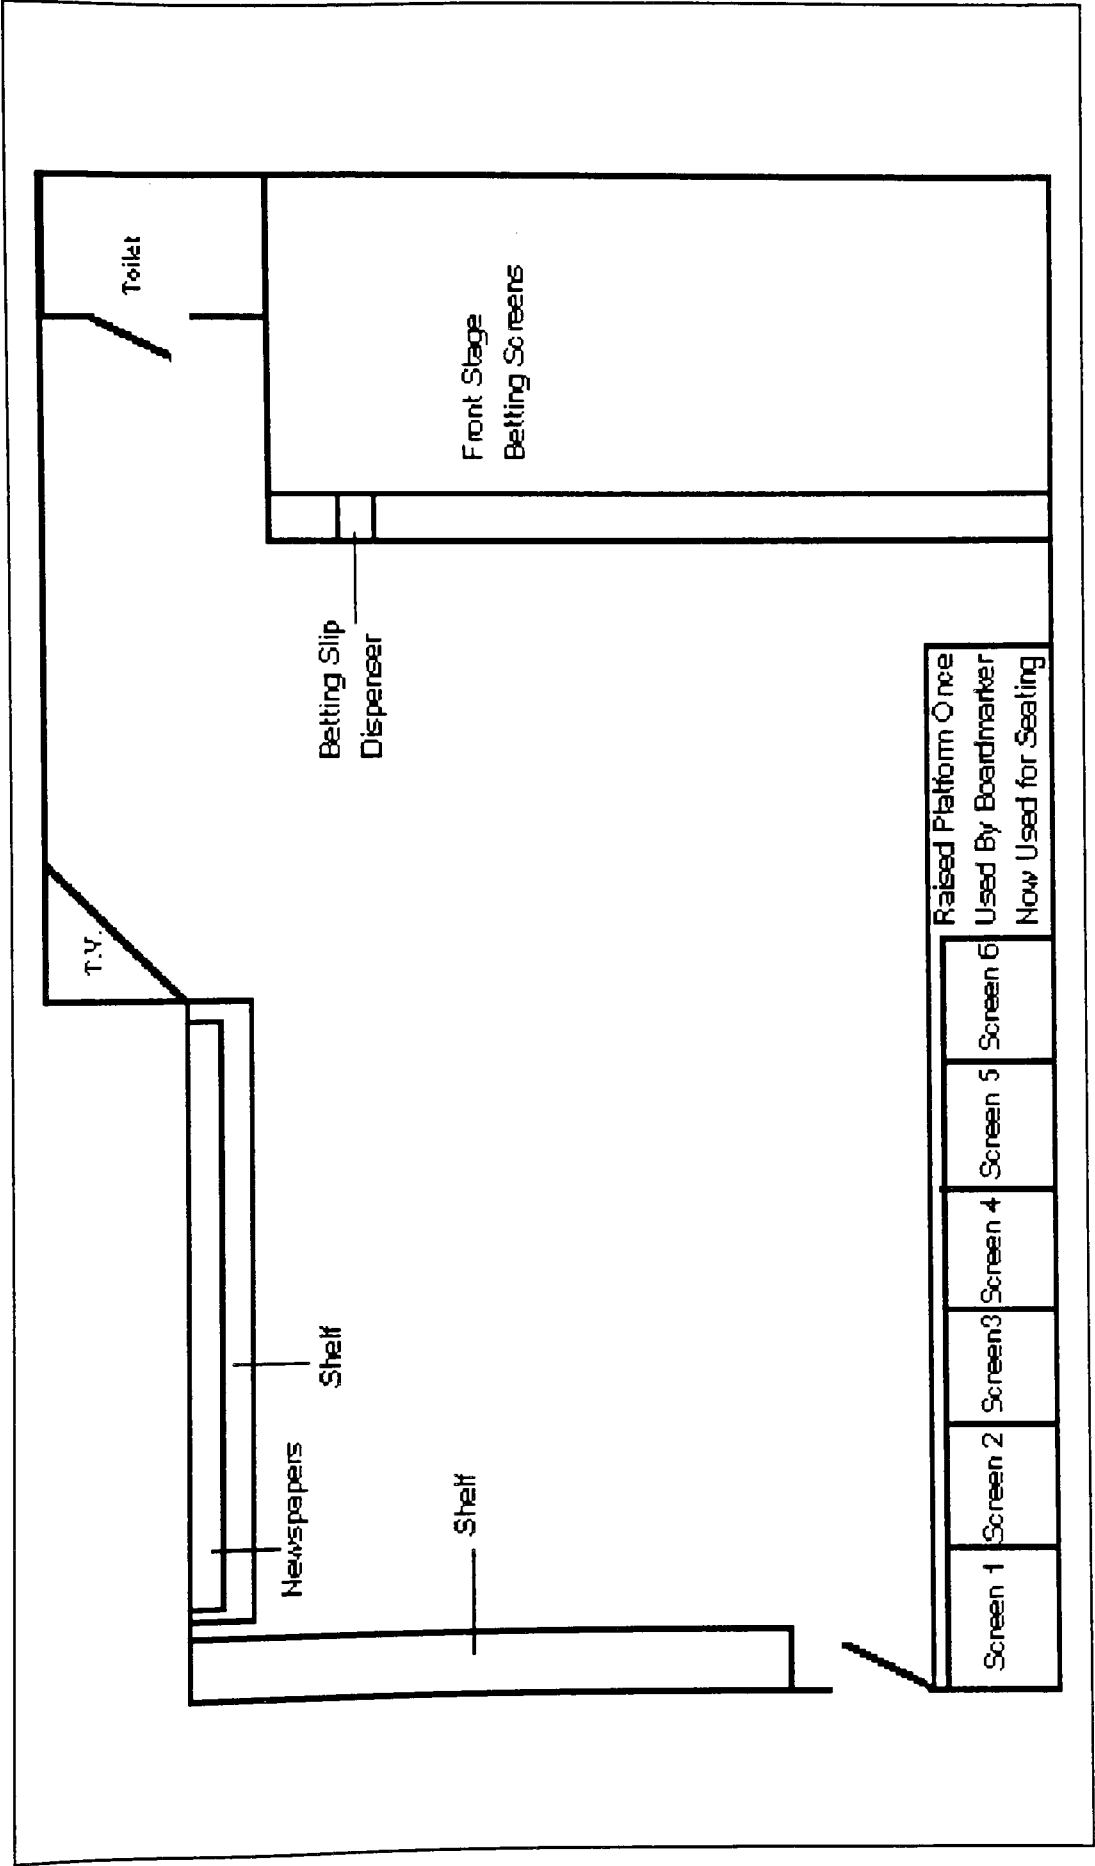 Toilet
T.V.
Newspapers
Shelf
Betting Slip
Dispenser
Front Stage
Betting Screens
Shelf
Screen 1
Screen 2
Screen3
Screen 4
Screen 5
Screen 6
Raised Platform Once
Used By Boardmarker
Now Used for Seating